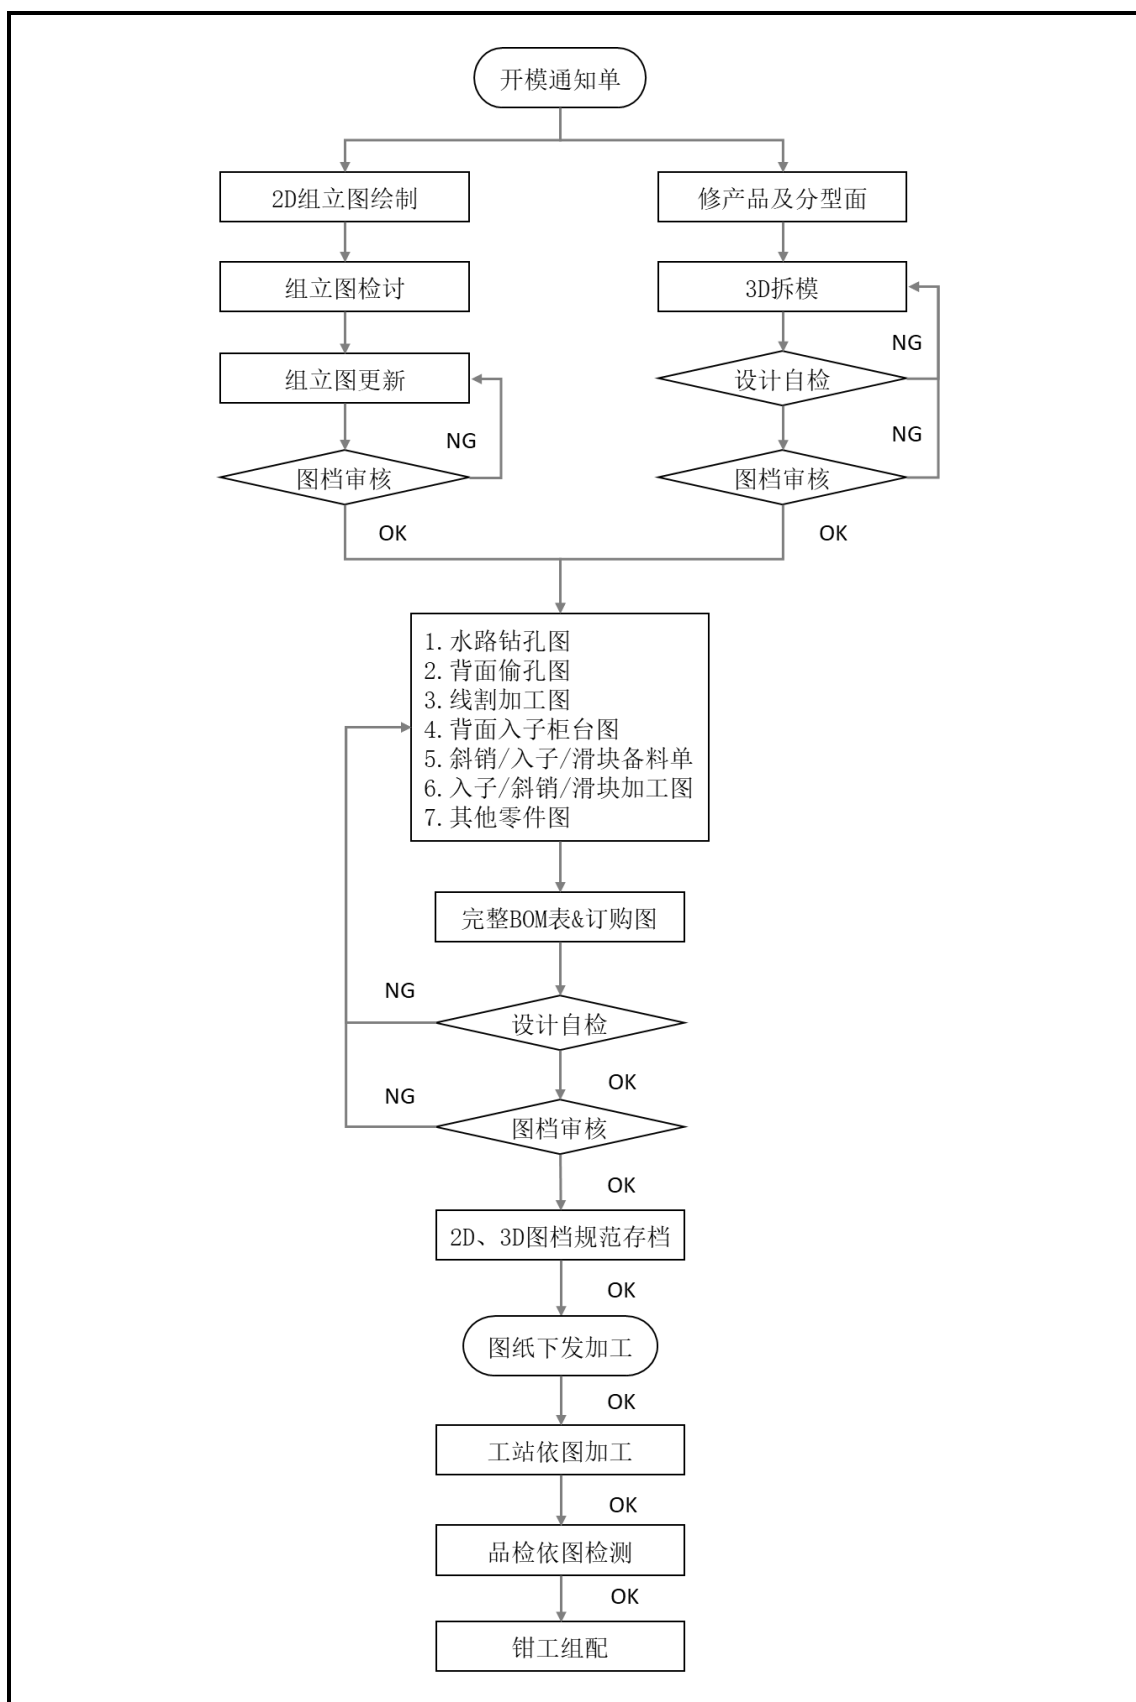 开模通知单
2D组立图绘制
修产品及分型面
组立图检讨
3D拆模
NG
组立图更新
设计自检
NG
NG
图档审核
图档审核
OK
OK
1.水路钻孔图
2.背面偷孔图
3.线割加工图
4.背面入子柜台图
5.斜销/入子/滑块备料单
6.入子/斜销/滑块加工图
7.其他零件图
完整BOM表&订购图
NG
设计自检
OK
NG
图档审核
OK
2D、3D图档规范存档
OK
图纸下发加工
OK
工站依图加工
OK
品检依图检测
OK
钳工组配